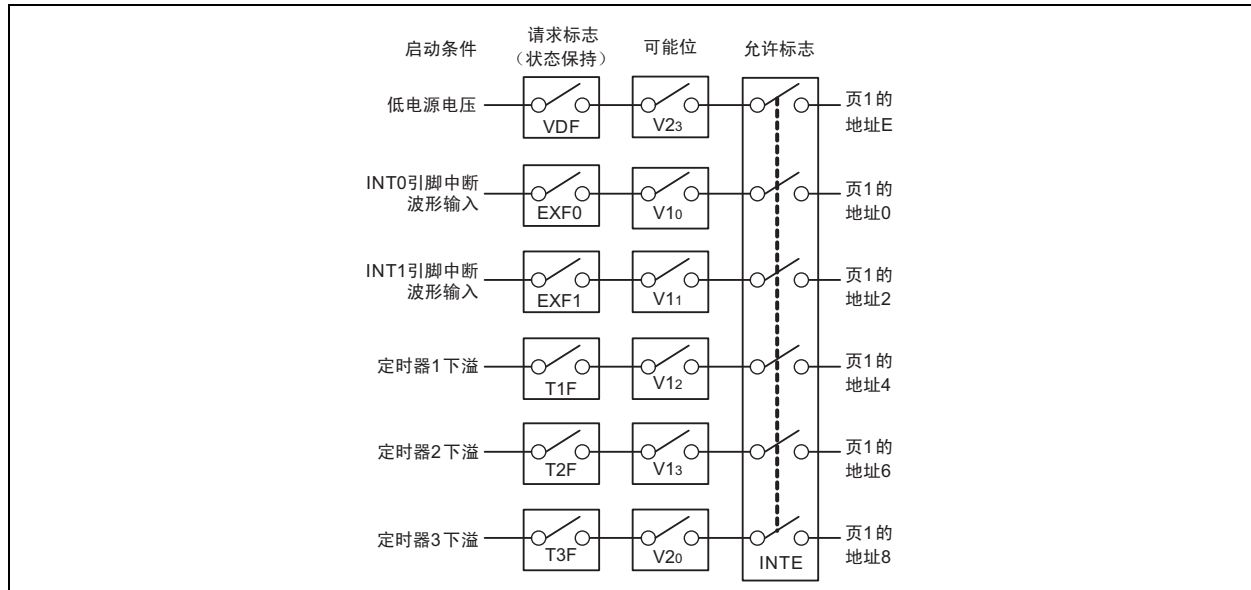 启动条件
请求标志
（状态保持）
可能位
允许标志
低电源电压
VDF
V23
页1的
地址E
INT0引脚中断
波形输入
EXF0
V10
页1的
地址0
INT1引脚中断
波形输入
EXF1
V11
页1的
地址2
定时器1下溢
T1F
V12
页1的
地址4
定时器2下溢
T2F
V13
页1的
地址6
定时器3下溢
T3F
V20
INTE
页1的
地址8